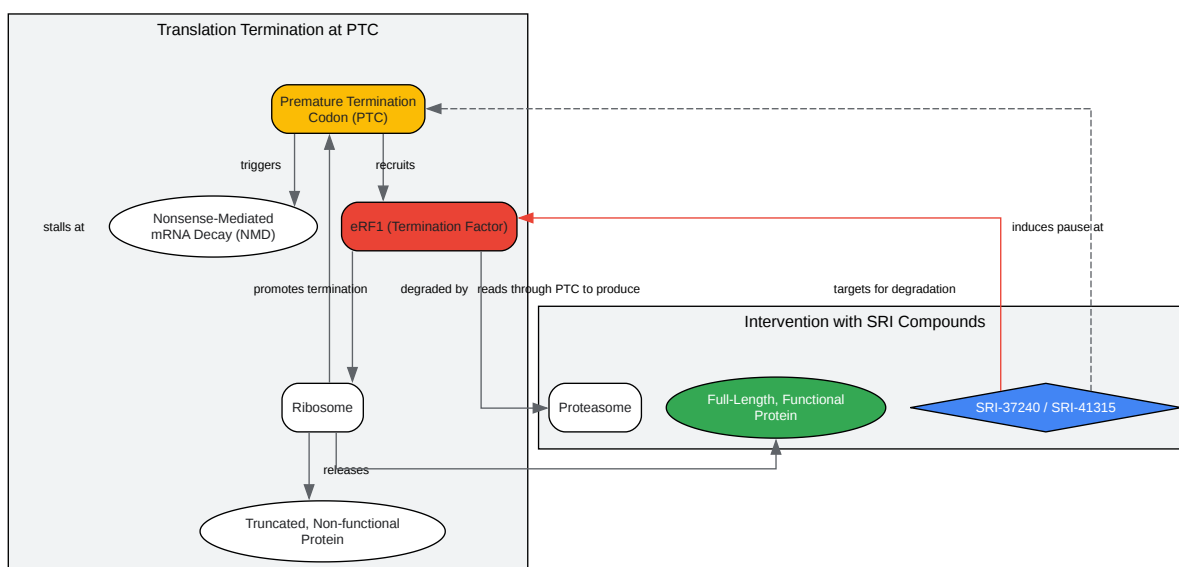 Translation Termination at PTC
Premature Termination
Codon (PTC)
triggers
recruits
stalls at
Nonsense-Mediated
mRNA Decay (NMD)
eRF1 (Termination Factor)
induces pause at
promotes termination
degraded by
reads through PTC to produce
targets for degradation
Intervention with SRI Compounds
Ribosome
Proteasome
Full-Length, Functional
Protein
SRI-37240 / SRI-41315
releases
Truncated, Non-functional
Protein